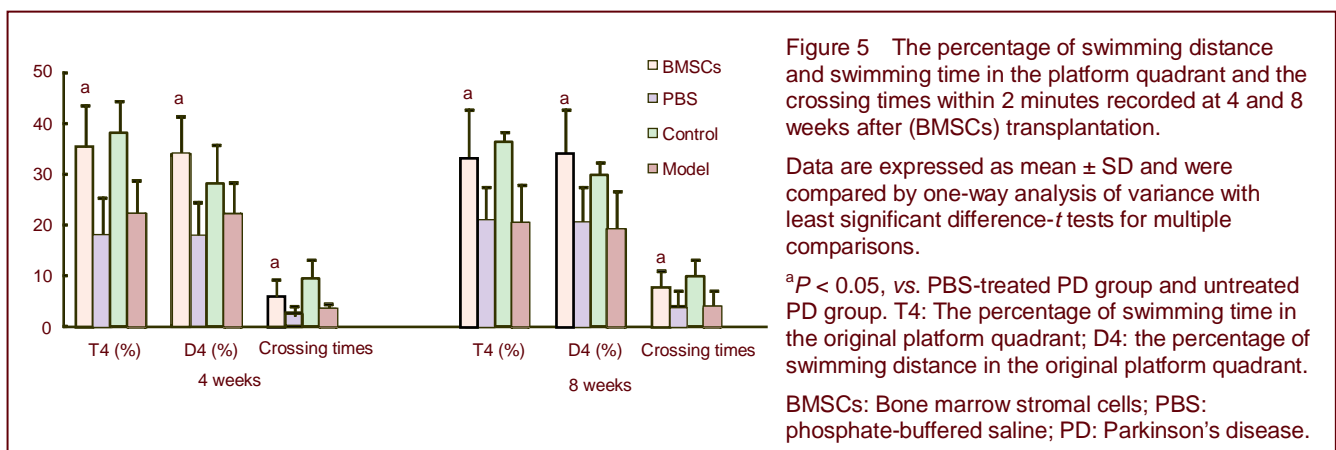 50
40
30
20
10
0
a
a
a
a
a
a
BMSCs
PBS
Control
Model
T4 (%)
D4 (%)
Crossing times
4 weeks
T4 (%)
D4 (%)
Crossing times
8 weeks
Figure 5 The percentage of swimming distance
and swimming time in the platform quadrant and the
crossing times within 2 minutes recorded at 4 and 8
weeks after (BMSCs) transplantation.
Data are expressed as mean ± SD and were
compared by one-way analysis of variance with
least significant difference-t tests for multiple
comparisons.
aP < 0.05, vs. PBS-treated PD group and untreated
PD group. T4: The percentage of swimming time in
the original platform quadrant; D4: the percentage of
swimming distance in the original platform quadrant.
BMSCs: Bone marrow stromal cells; PBS:
phosphate-buffered saline; PD: Parkinson's disease.